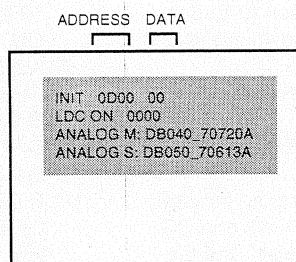 ADDRESS DATA
INIT 0D00 00
LDC ON 0000
ANALOG M: DB040_70720A
ANALOG S: DB050_70613A